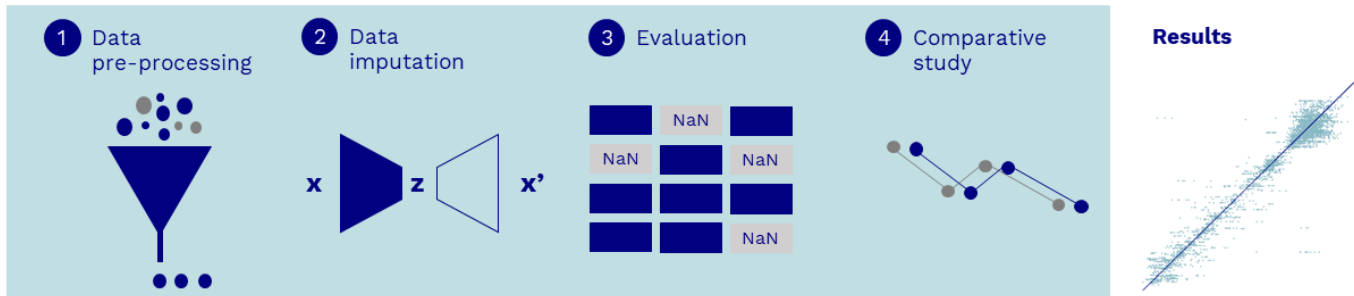 1 Data
pre-processing
2 Data
imputation
3 Evaluation
4 Comparative
study
Results
NaN
NaN NaN
NaN
x z x'